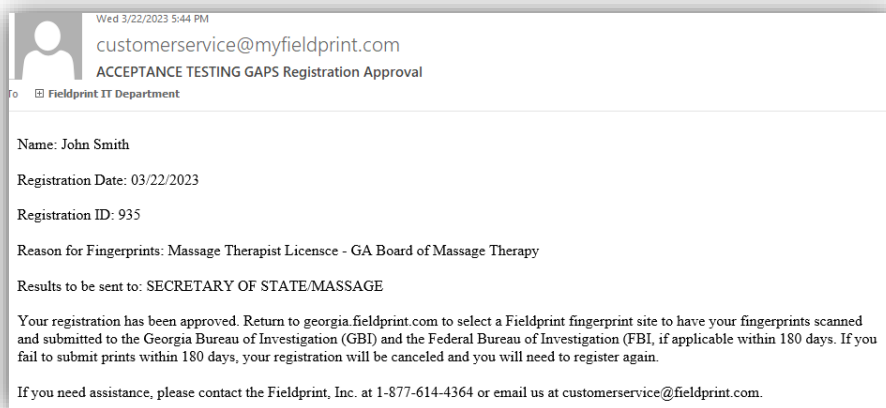 Wed 3/22/2023 5:44 PM
customerservice@myfieldprint.com
ACCEPTANCE TESTING GAPS Registration Approval
To Fieldprint IT Department
Name: John Smith
Registration Date: 03/22/2023
Registration ID: 935
Reason for Fingerprints: Massage Therapist Licensce - GA Board of Massage Therapy
Results to be sent to: SECRETARY OF STATE/MASSAGE
Your registration has been approved. Return to georgia.fieldprint.com to select a Fieldprint fingerprint site to have your fingerprints scanned
and submitted to the Georgia Bureau of Investigation (GBI) and the Federal Bureau of Investigation (FBI, if applicable within 180 days. If you
fail to submit prints within 180 days, your registration will be canceled and you will need to register again.
If you need assistance, please contact the Fieldprint, Inc. at 1-877-614-4364 or email us at customerservice@fieldprint.com.